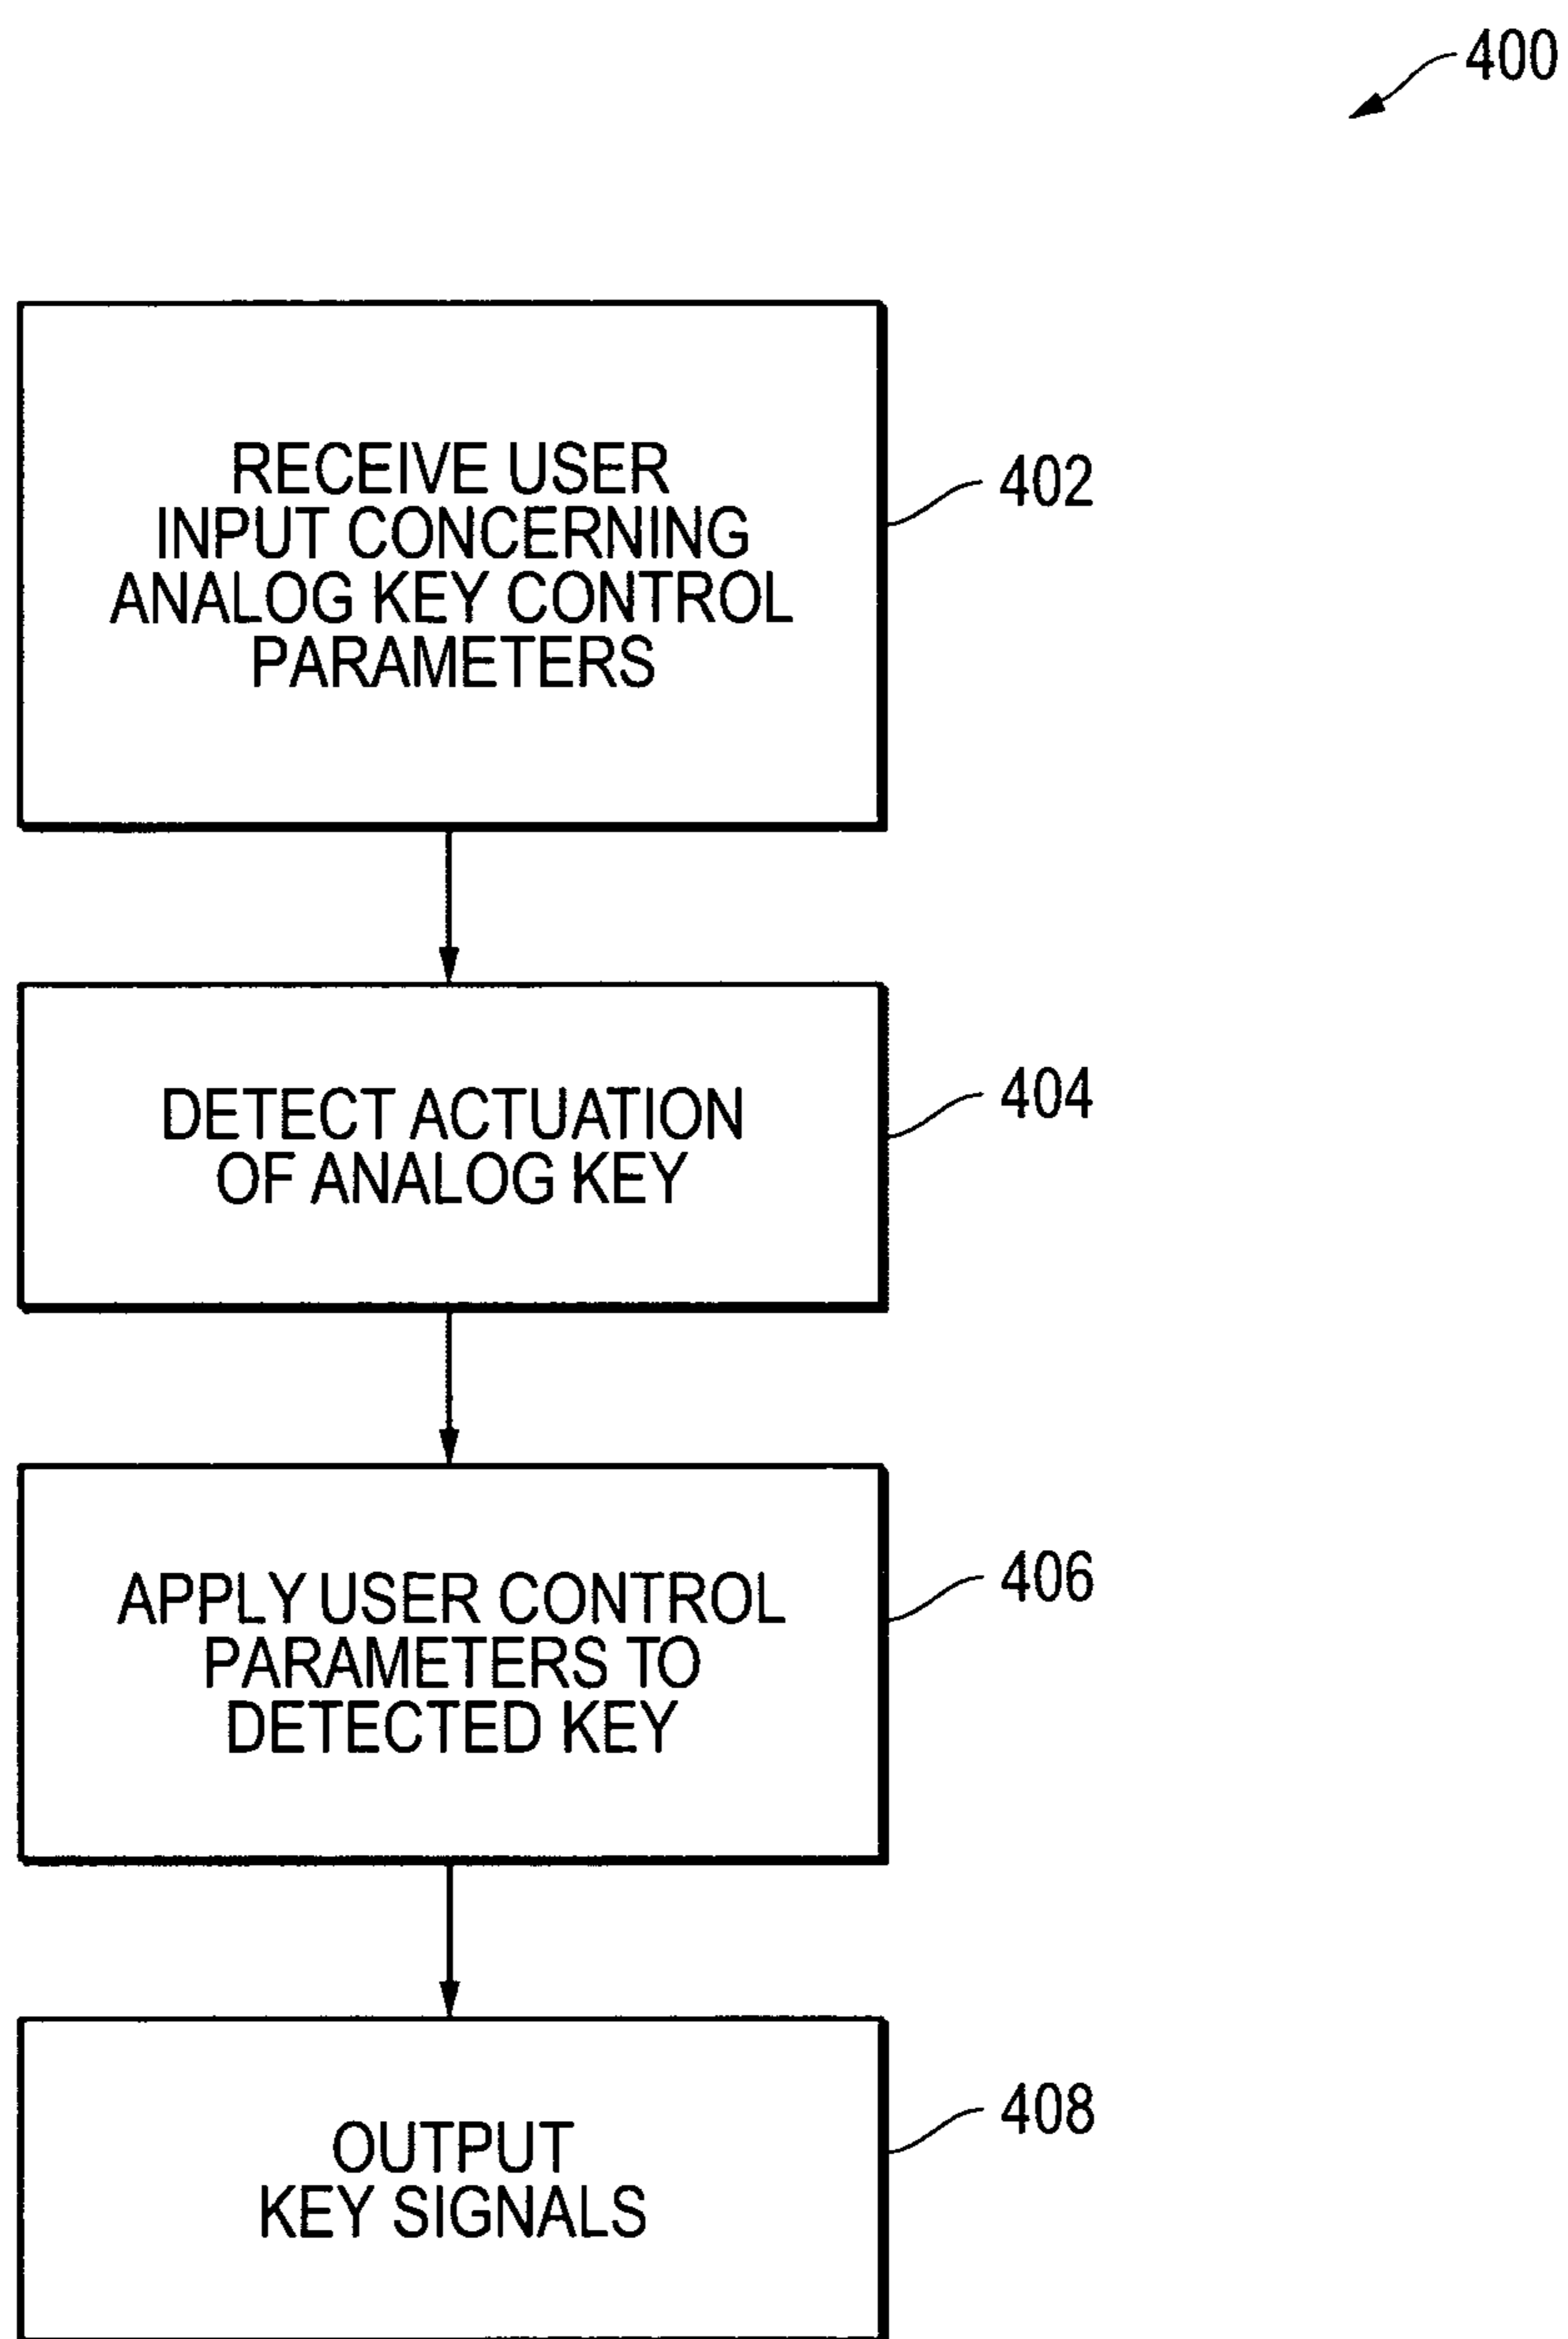 400
RECEIVE USER
INPUT CONCERNING
ANALOG KEY CONTROL
PARAMETERS
402
DETECT ACTUATION
OF ANALOG KEY
404
APPLY USER CONTROL
PARAMETERS TO
DETECTED KEY
406
OUTPUT
KEY SIGNALS
408